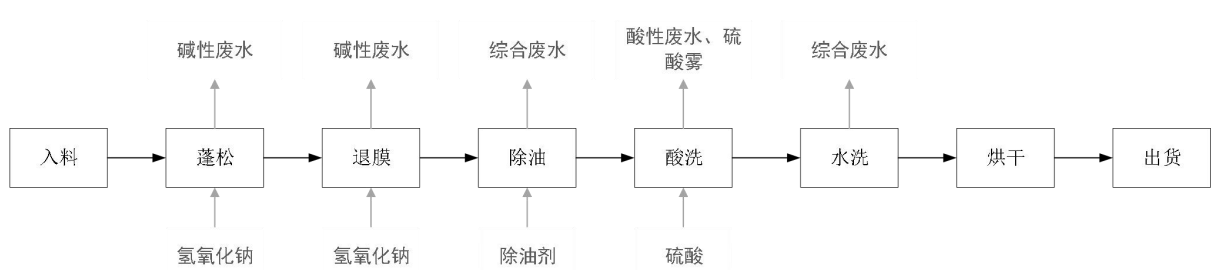 碱性废水
碱性废水
综合废水
酸性废水、硫
酸雾
综合废水
入料
蓬松
退膜
除油
酸洗
水洗
烘干
出货
氢氧化钠
氢氧化钠
除油剂
硫酸